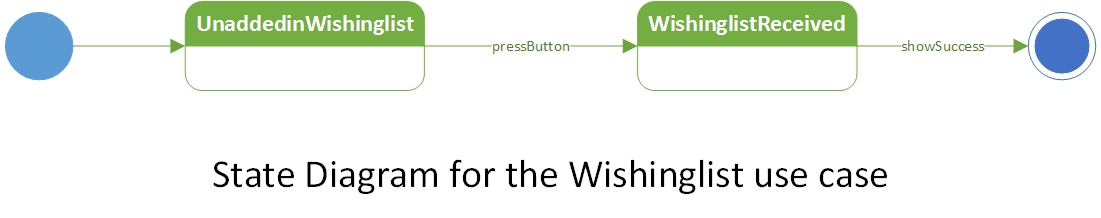 UnaddedinWishinglist
pressButton
WishinglistReceived
showSuccess
State Diagram for the Wishinglist use case